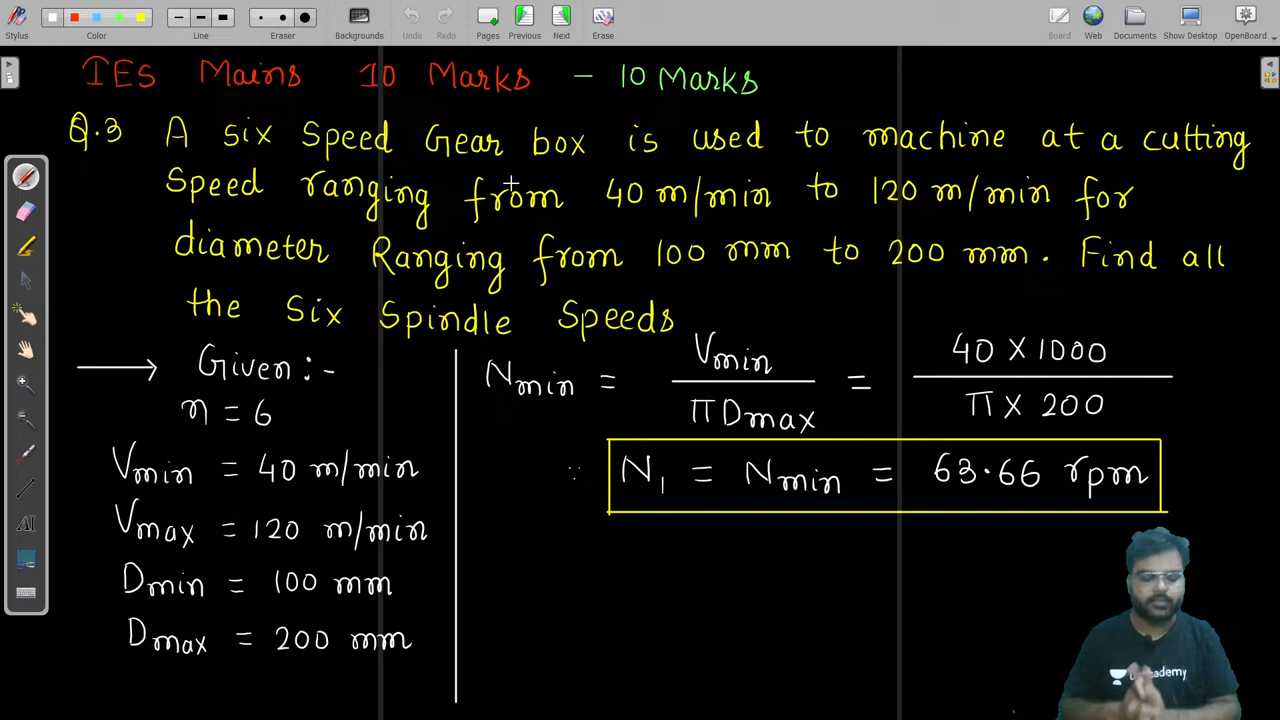 Stylus
Color
Line
Eraser
Backgrounds
Undo
Redo
Pages
Previous
Next
Erase
Board
Web
Documents
Show Desktop
OpenBoard
IES Mains 10 Marks - 10 Marks
Q.3 A six Speed Gear box is used to machine at a cutting
Speed ranging from 40 m/min to 120 m/min for
diameter Ranging from 100 mm to 200 mm. Find all
the Six Spindle Speeds
→ Given:-
n = 6
Vmin = 40 m/min
Vmax = 120 m/min
Dmin = 100 mm
Dmax = 200 mm
Nmin = Vmin / πDmax = 40 X 1000 / π X 200
∵ N1 = Nmin = 63.66 rpm
AI